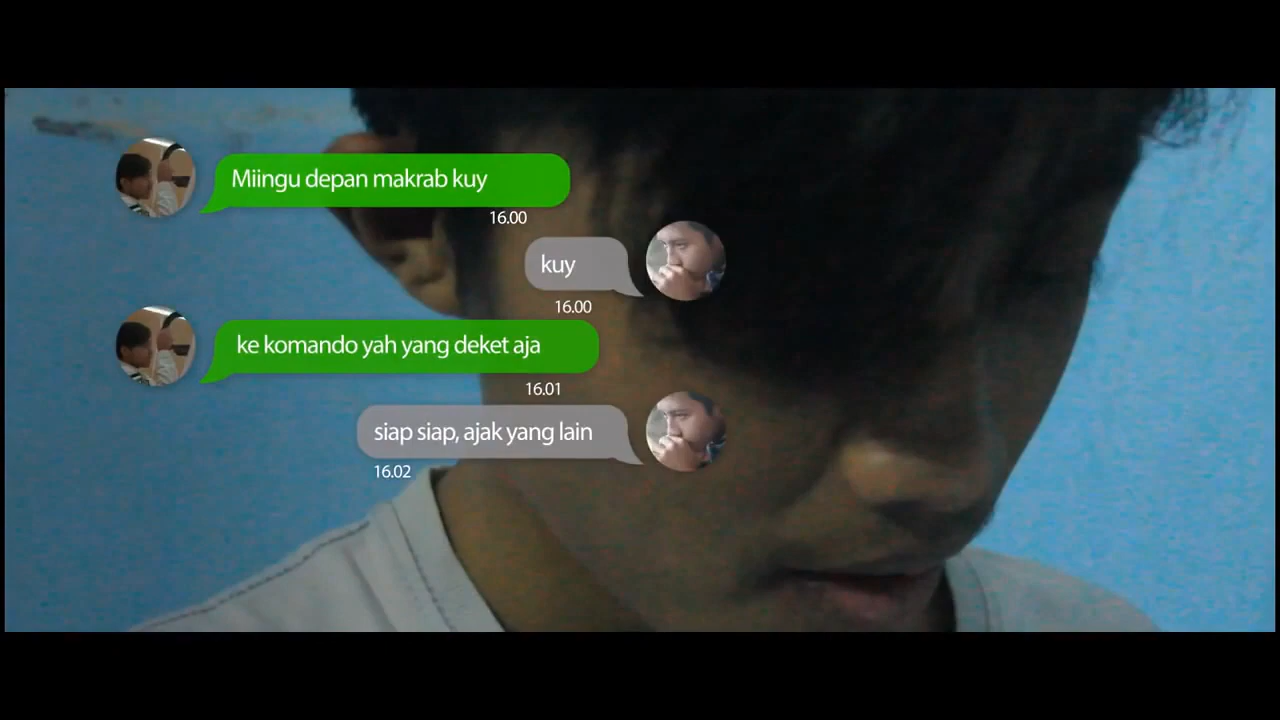 Miingu depan makrab kuy
16.00
kuy
16.00
ke komando yah yang deket aja
16.01
siap siap, ajak yang lain
16.02